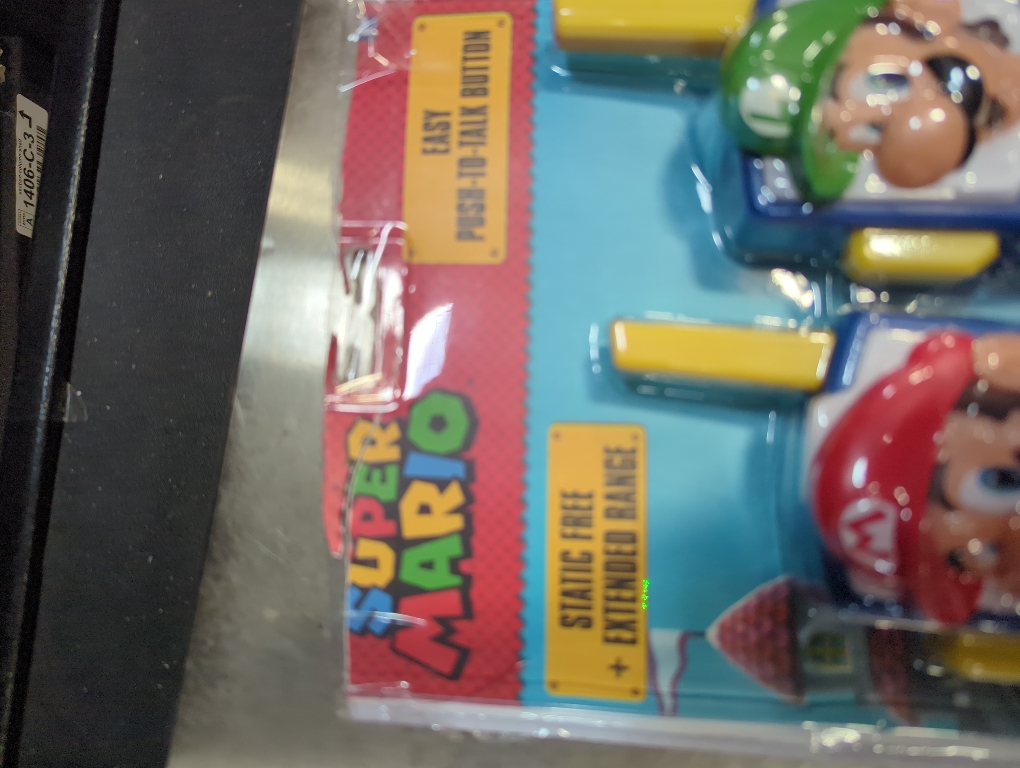 SUPER
MARIO
EASY
PUSH-TO-TALK BUTTON
STATIC FREE
+ EXTENDED RANGE
L
M
A 1406-C-3